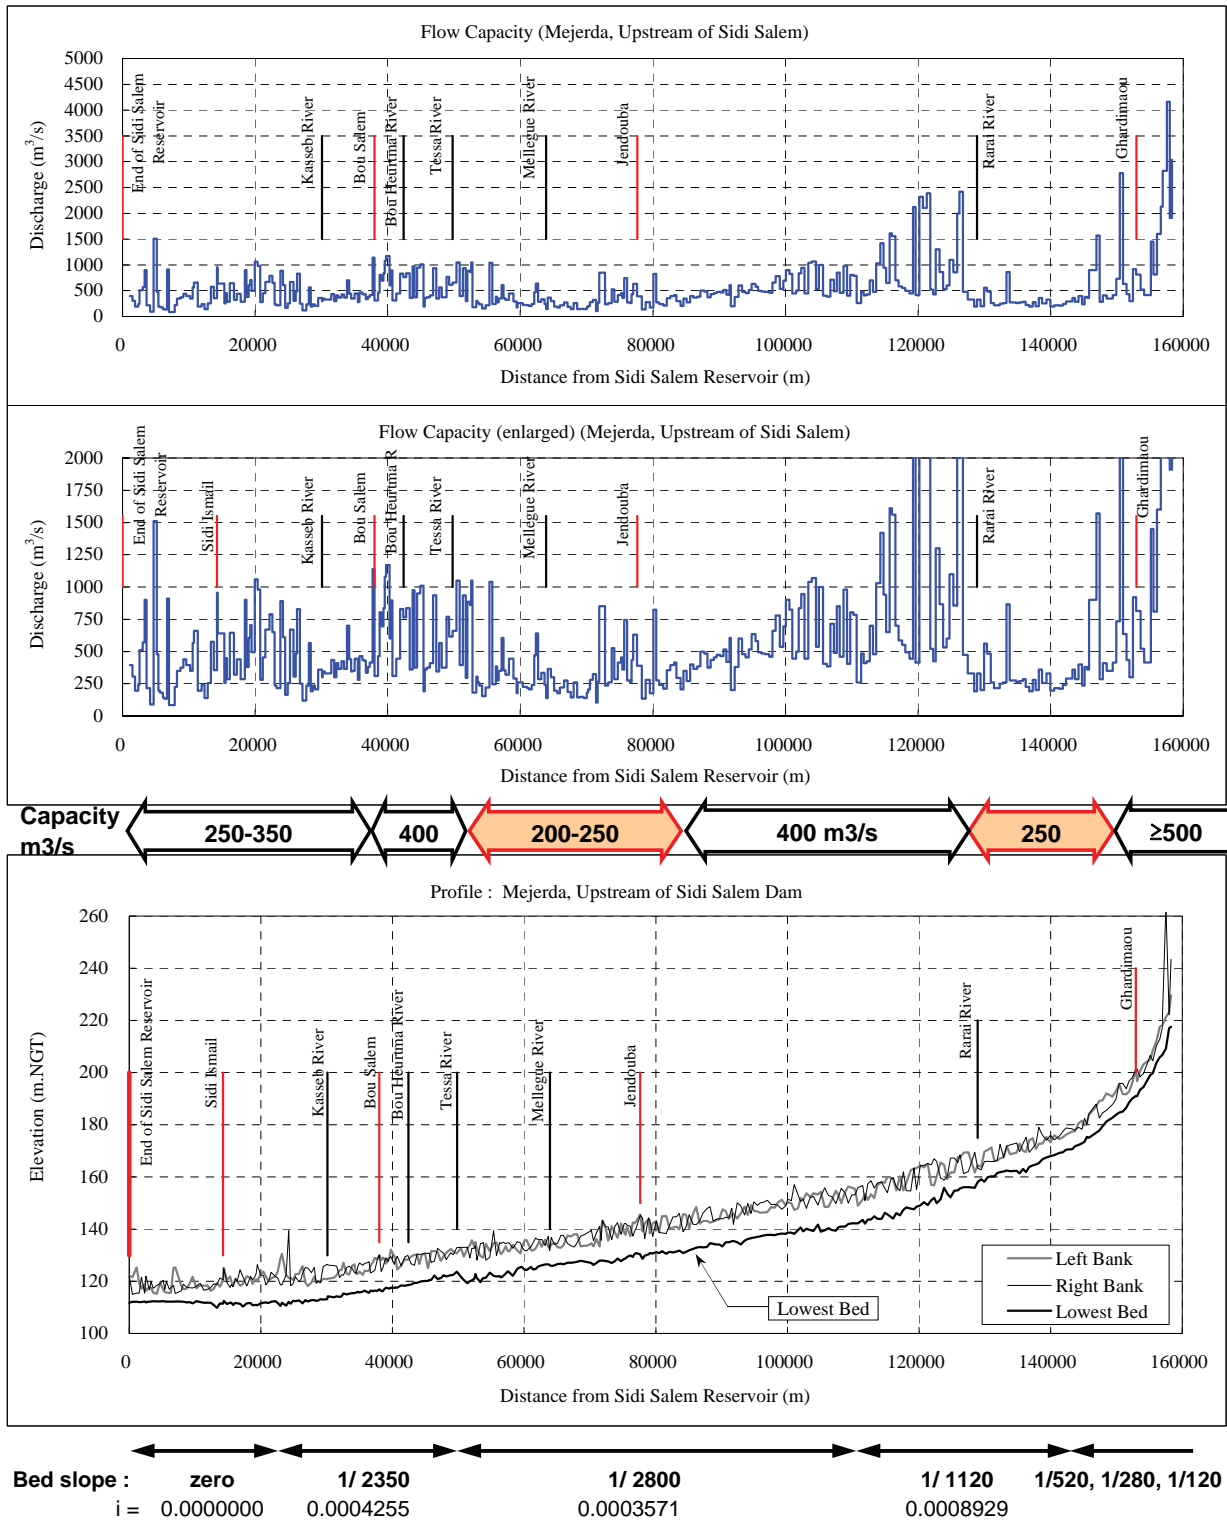 Flow Capacity (Mejerda, Upstream of Sidi Salem)
5000
4500
4000
3500
3000
2500
2000
1500
1000
500
0
Discharge (m³/s)
End of Sidi Salem
Reservoir
Kasseb River
Bou Salem
Bou Heurtma River
Tessa River
Mellegue River
Jendouba
Rarai River
Ghardimaou
0 20000 40000 60000 80000 100000 120000 140000 160000
Distance from Sidi Salem Reservoir (m)
Flow Capacity (enlarged) (Mejerda, Upstream of Sidi Salem)
2000
1750
1500
1250
1000
750
500
250
0
Discharge (m³/s)
End of Sidi Salem
Reservoir
Sidi Ismail
Kasseb River
Bou Salem
Bou Heurtma R
Tessa River
Mellegue River
Jendouba
Rarai River
Ghardimaou
0 20000 40000 60000 80000 100000 120000 140000 160000
Distance from Sidi Salem Reservoir (m)
Capacity
m3/s
250-350 400 200-250 400 m3/s 250 ≥500
Profile : Mejerda, Upstream of Sidi Salem Dam
260
240
220
200
180
160
140
120
100
Elevation (m.NGT)
End of Sidi Salem Reservoir
Sidi Ismail
Kasseb River
Bou Salem
Bou Heurtma River
Tessa River
Mellegue River
Jendouba
Rarai River
Ghardimaou
Lowest Bed
Left Bank
Right Bank
Lowest Bed
0 20000 40000 60000 80000 100000 120000 140000 160000
Distance from Sidi Salem Reservoir (m)
Bed slope : zero 1/ 2350 1/ 2800 1/ 1120 1/520, 1/280, 1/120
i = 0.0000000 0.0004255 0.0003571 0.0008929